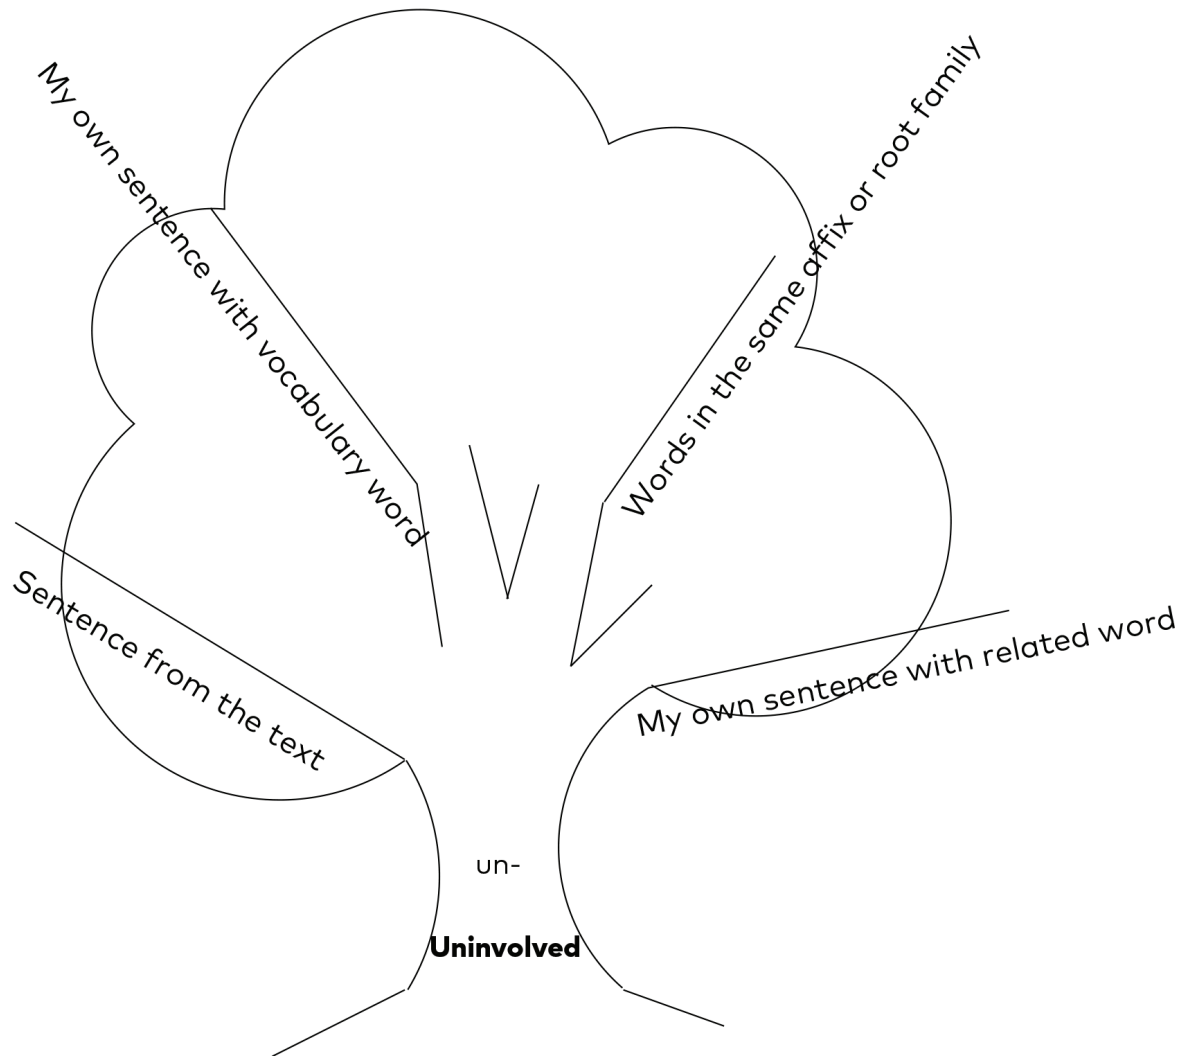 My own sentence with vocabulary word
Words in the same affix or root family
Sentence from the text
My own sentence with related word
un-
Uninvolved